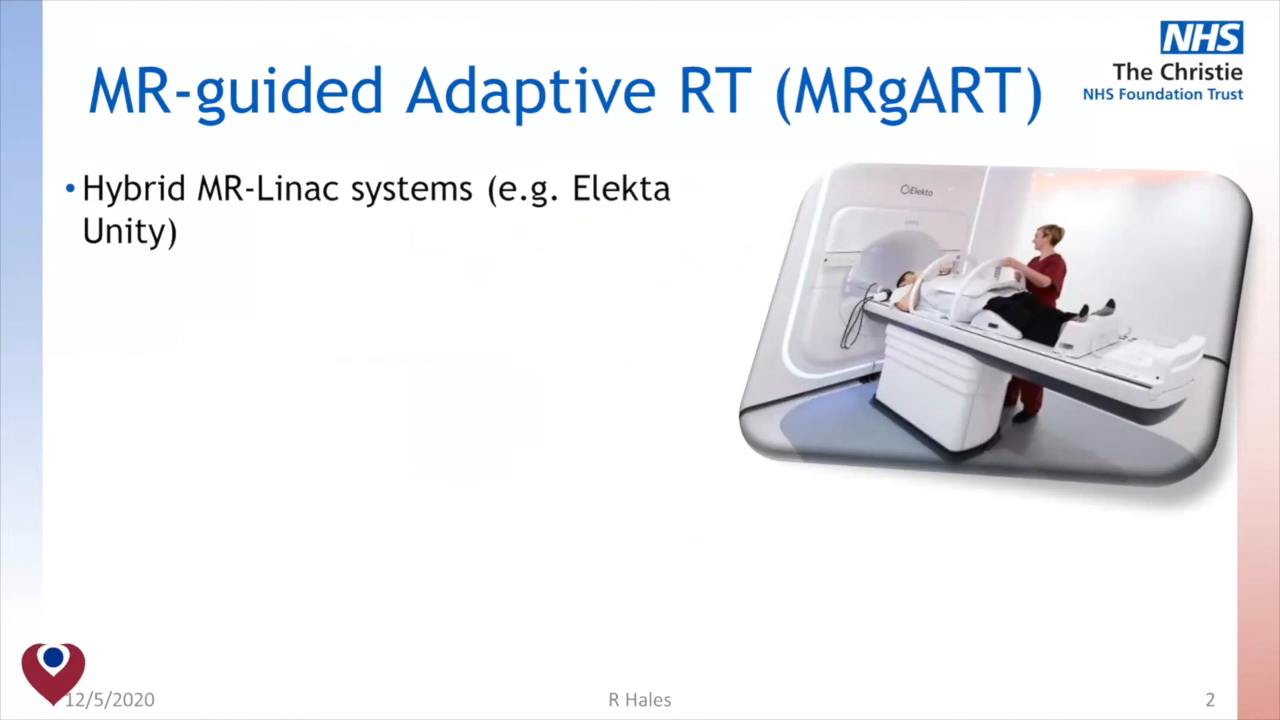 NHS
The Christie
NHS Foundation Trust
MR-guided Adaptive RT (MRgART)
•Hybrid MR-Linac systems (e.g. Elekta
Unity)
Elekta
12/5/2020
R Hales
2